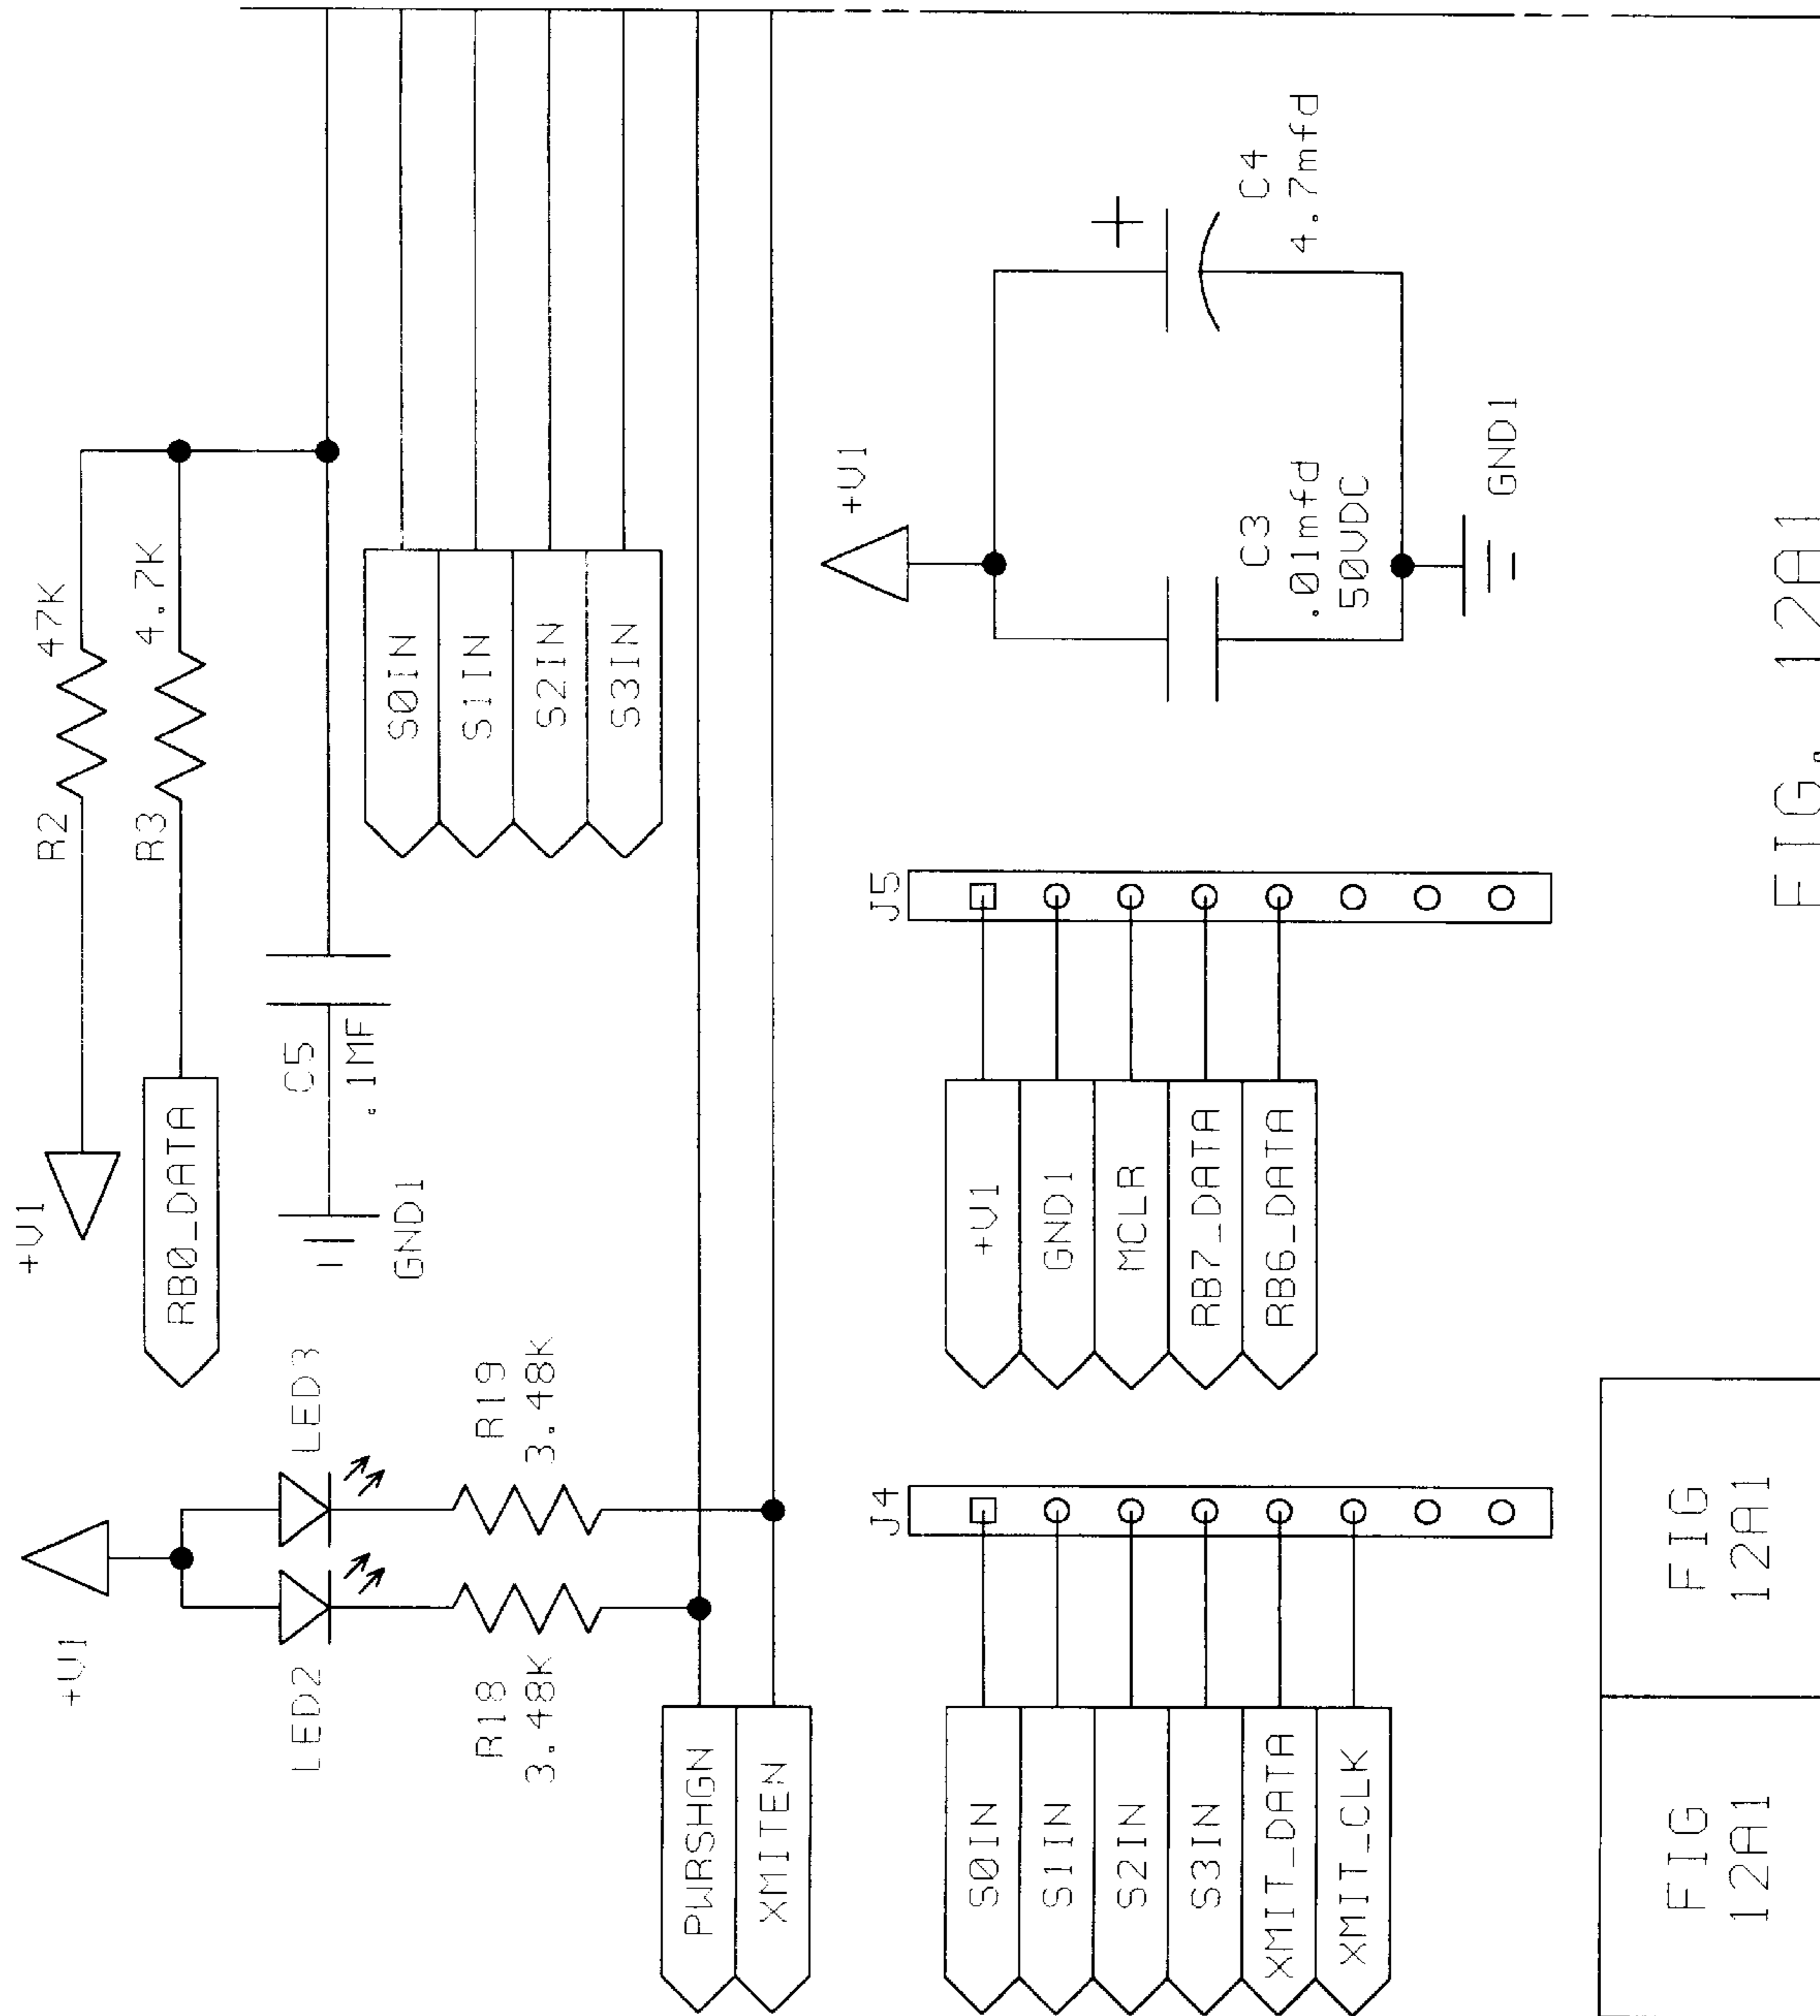 +V1
LED2
LED3
R18
3.48K
R19
3.48K
PWRSHGN
XMITEN
+V1
R2
47K
RB0_DATA
R3
4.7K
C5
.1MF
GND1
S0IN
S1IN
S2IN
S3IN
J4
S0IN
S1IN
S2IN
S3IN
XMIT_DATA
XMIT_CLK
J5
+V1
GND1
MCLR
RB7_DATA
RB6_DATA
+V1
C3
.01mfd
50VDC
+
C4
4.7mfd
GND1
FIG
12A1
FIG
12A1
FIG. 12A1